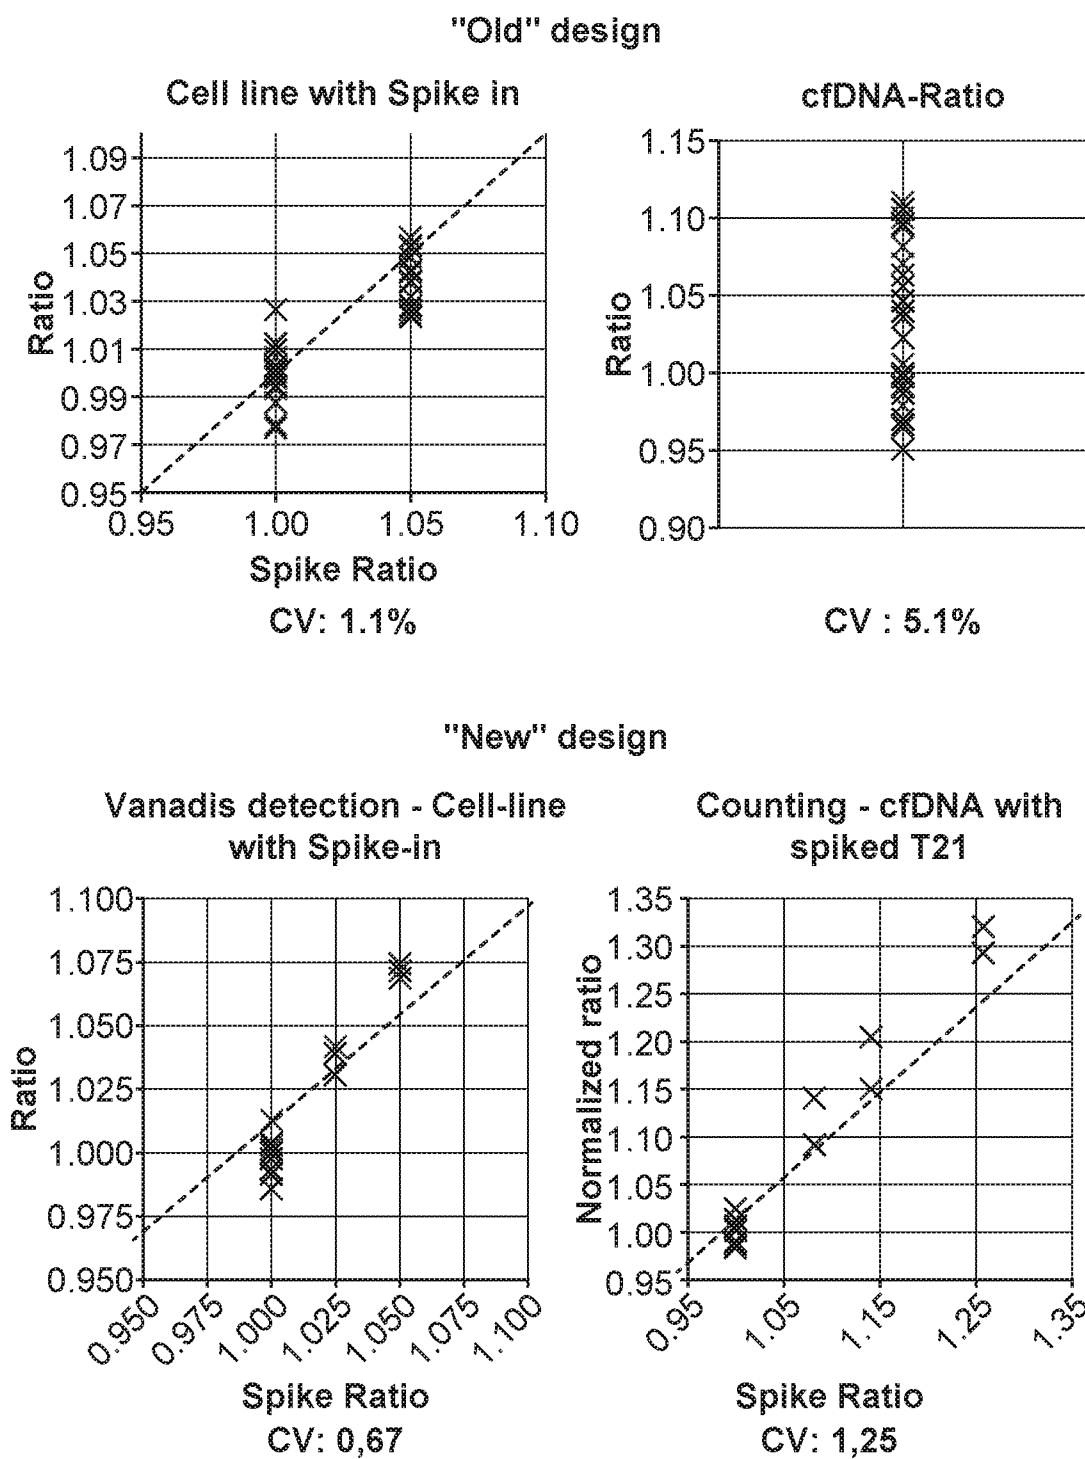 "Old" design
Cell line with Spike in
1.09
1.07
1.05
1.03
1.01
0.99
0.97
0.95
Ratio
0.95 1.00 1.05 1.10
Spike Ratio
CV: 1.1%
cfDNA-Ratio
1.15
1.10
1.05
1.00
0.95
0.90
Ratio
CV : 5.1%
"New" design
Vanadis detection - Cell-line
with Spike-in
1.100
1.075
1.050
1.025
1.000
0.975
0.950
Ratio
0.950 0.975 1.000 1.025 1.050 1.075 1.100
Spike Ratio
CV: 0,67
Counting - cfDNA with
spiked T21
1.35
1.30
1.25
1.20
1.15
1.10
1.05
1.00
0.95
Normalized ratio
0.95 1.05 1.15 1.25 1.35
Spike Ratio
CV: 1,25